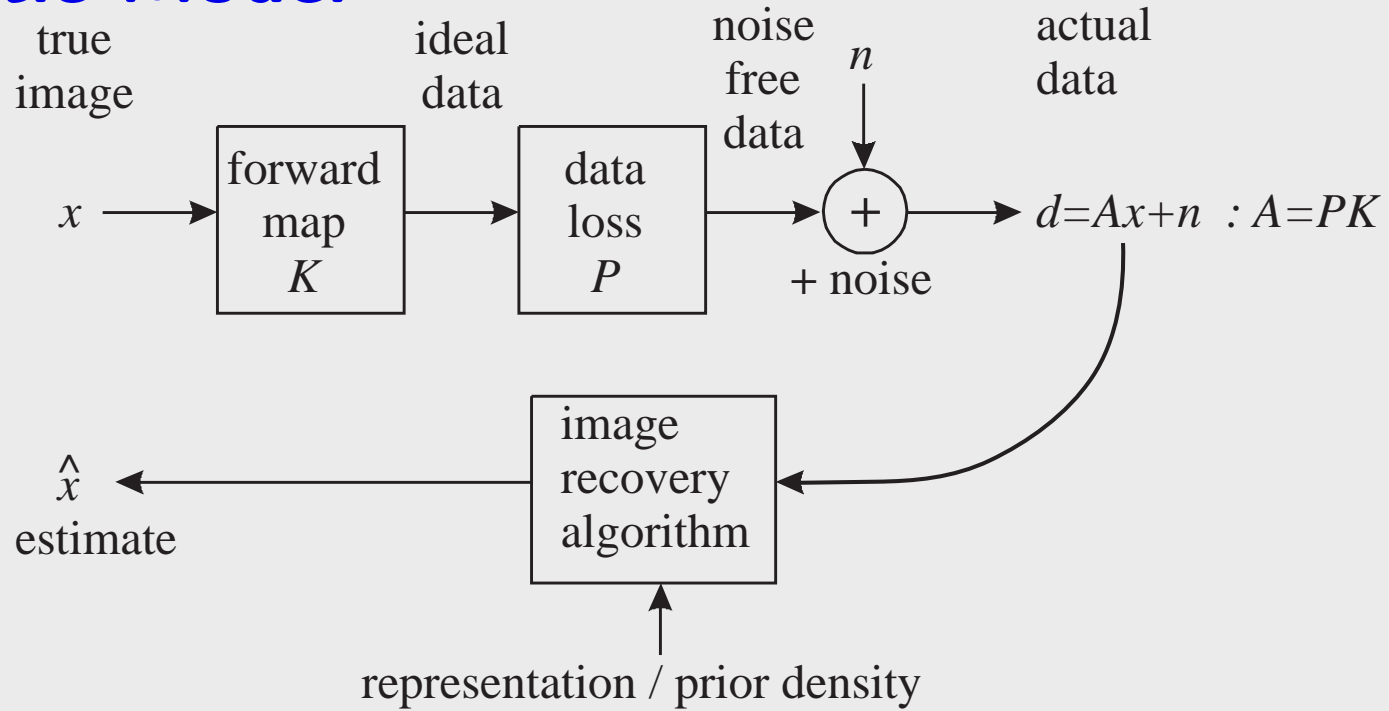 true
image
ideal
data
noise
free
data
n
actual
data
x
forward
map
K
data
loss
P
+
+ noise
d=Ax+n : A=PK
x̂
estimate
image
recovery
algorithm
representation / prior density